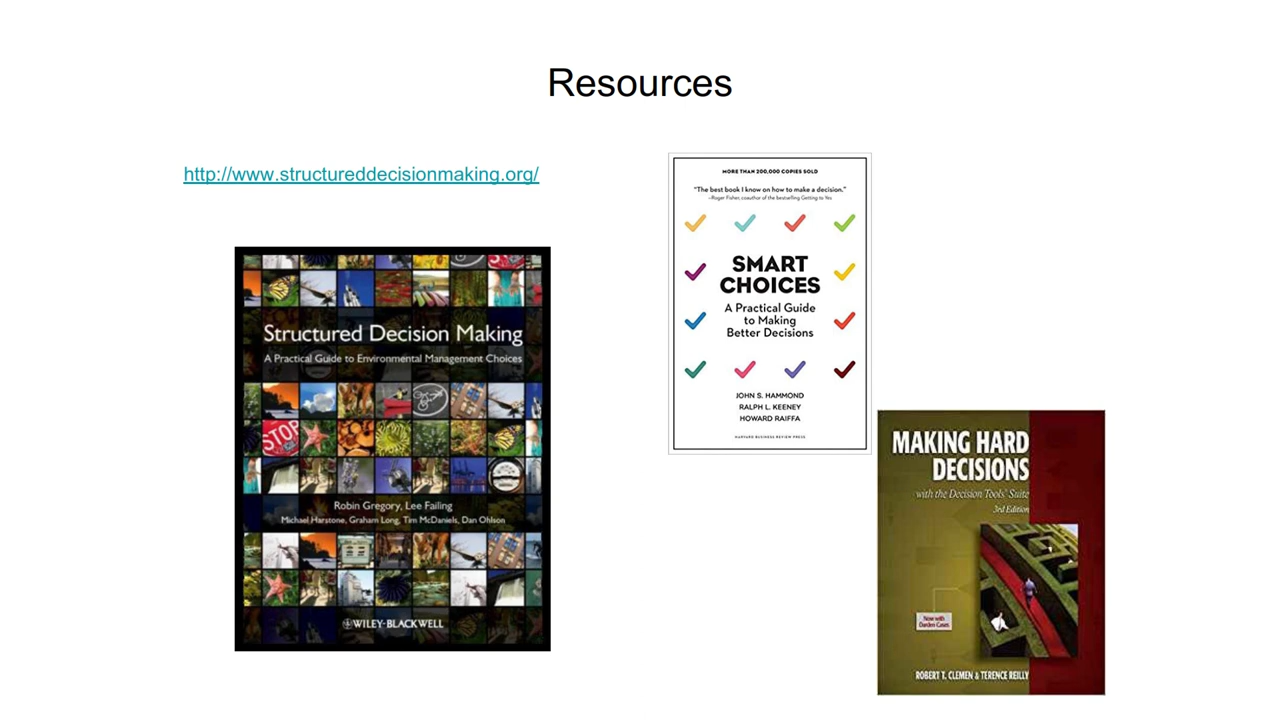 Resources
http://www.structureddecisionmaking.org/
Structured Decision Making
A Practical Guide to Environmental Management Choices
STOP
Robin Gregory, Lee Failing
Michael Harstone, Graham Long, Tim McDaniels, Dan Ohlson
WILEY-BLACKWELL
MORE THAN 200,000 COPIES SOLD
"The best book I know on how to make a decision."
–Roger Fisher, coauthor of the bestselling Getting to Yes
SMART
CHOICES
A Practical Guide
to Making
Better Decisions
JOHN S. HAMMOND
RALPH L. KEENEY
HOWARD RAIFFA
HARVARD BUSINESS REVIEW PRESS
MAKING HARD
DECISIONS
with the Decision Tools® Suite
3rd Edition
Now with
Darden Cases
ROBERT T. CLEMEN & TERENCE REILLY